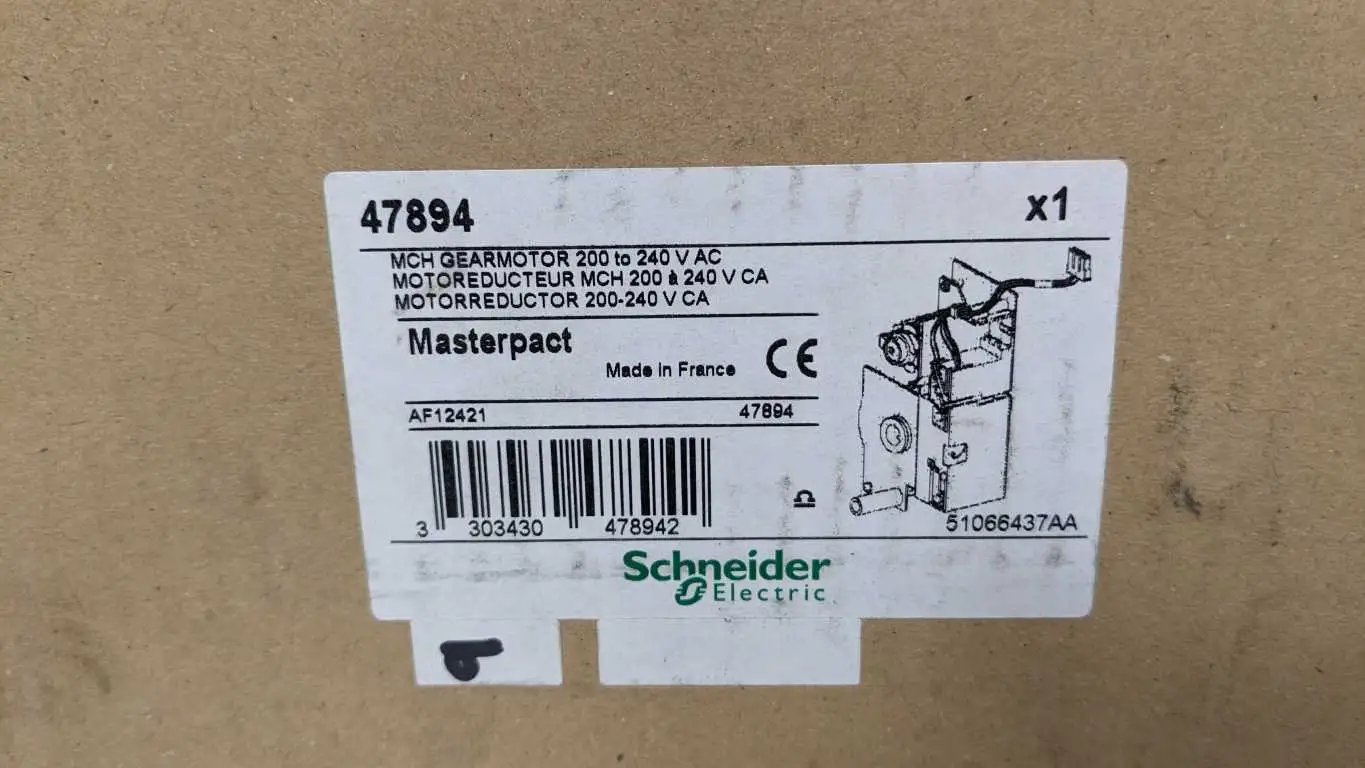 47894
x1
MCH GEARMOTOR 200 to 240 V AC
MOTOREDUCTEUR MCH 200 à 240 V CA
MOTORREDUCTOR 200-240 V CA
Masterpact
Made in France
CE
AF12421
47894
3 303430 478942
51066437AA
Schneider
Electric